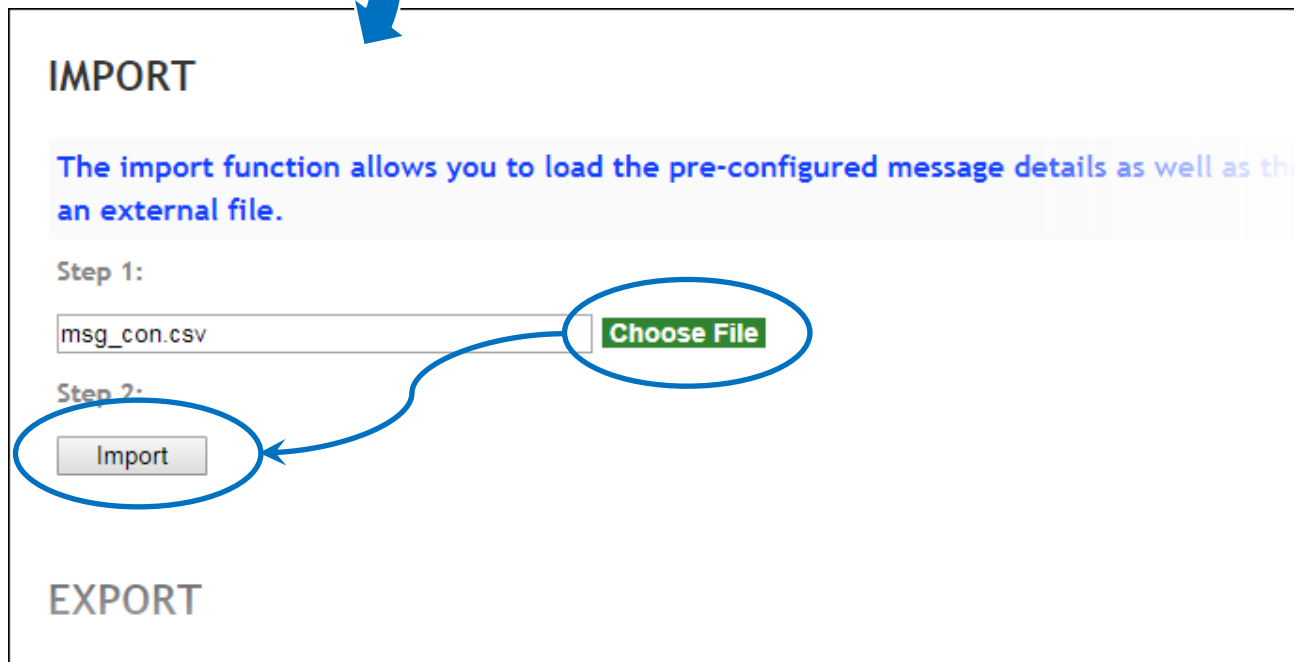 IMPORT
The import function allows you to load the pre-configured message details as well as the
an external file.
Step 1:
msg_con.csv Choose File
Step 2:
Import
EXPORT